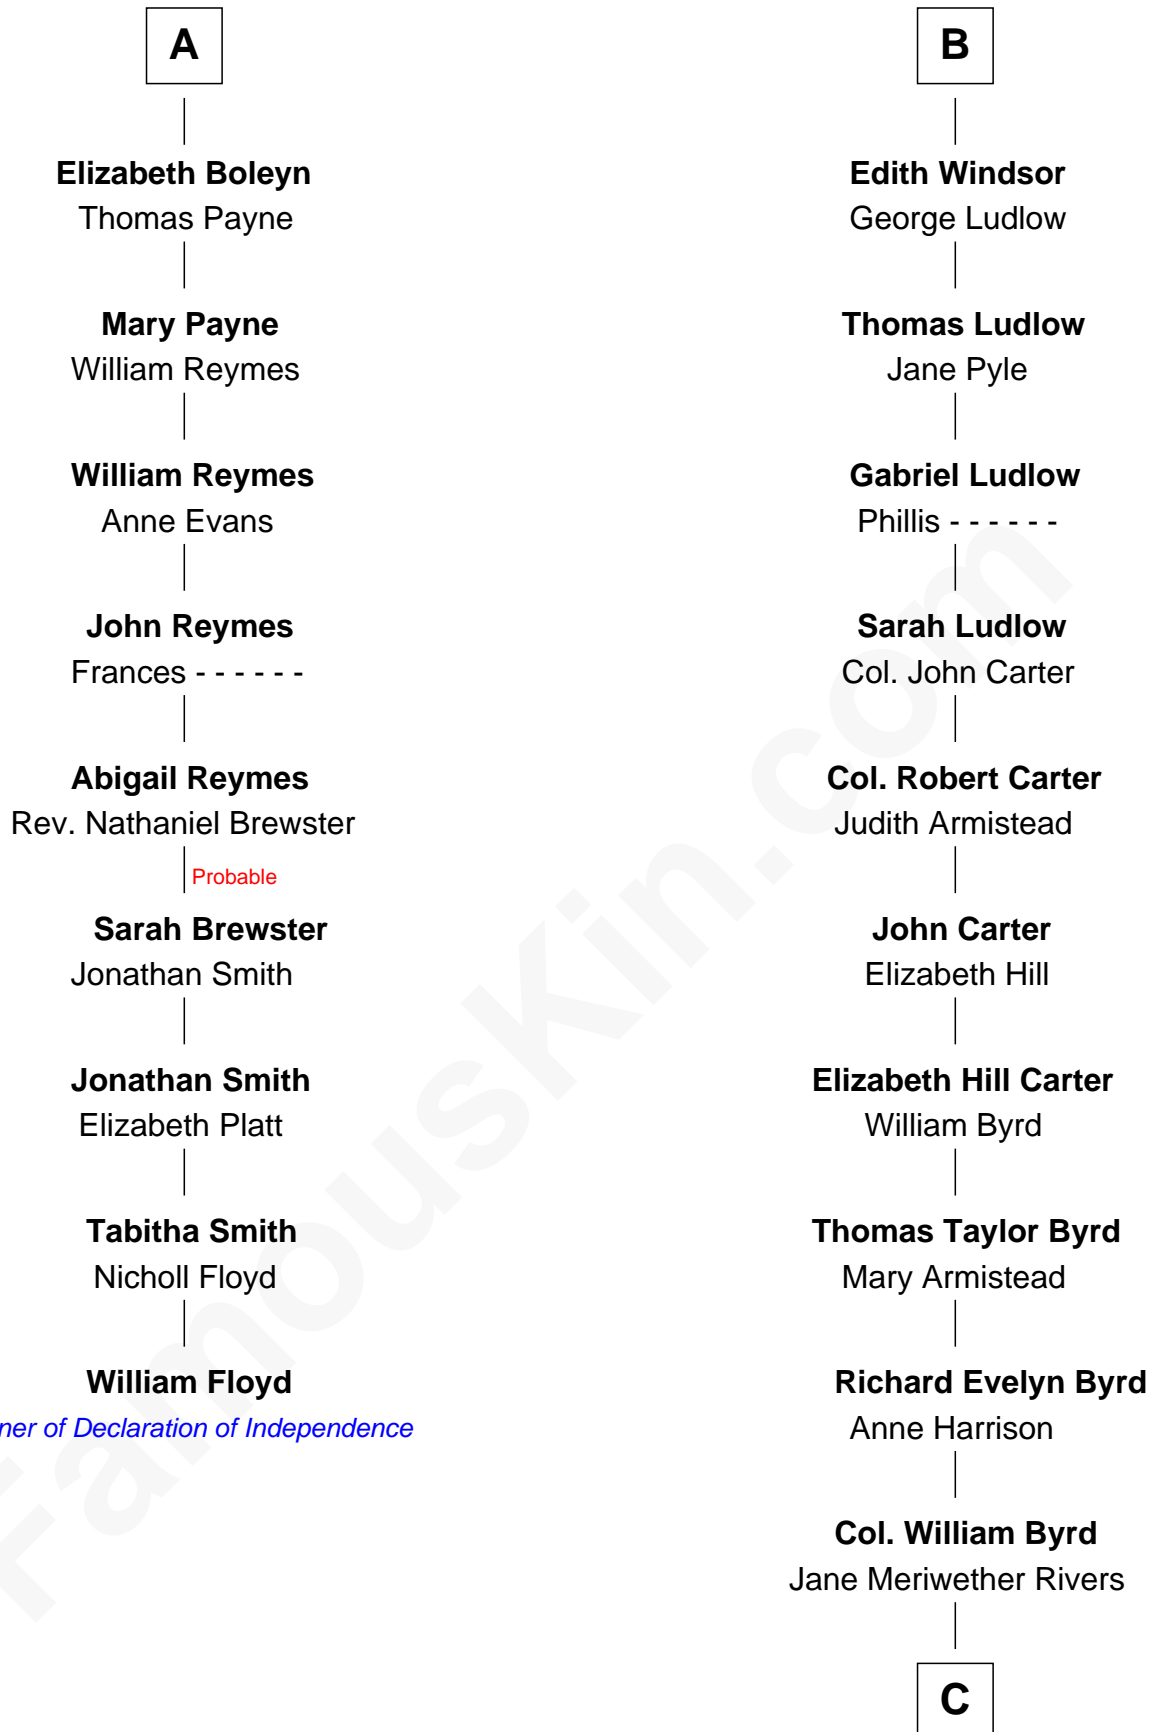 A
Elizabeth Boleyn
Thomas Payne
Mary Payne
William Reymes
William Reymes
Anne Evans
John Reymes
Frances - - - - - -
Abigail Reymes
Rev. Nathaniel Brewster
Probable
Sarah Brewster
Jonathan Smith
Jonathan Smith
Elizabeth Platt
Tabitha Smith
Nicholl Floyd
William Floyd
ner of Declaration of Independence
B
Edith Windsor
George Ludlow
Thomas Ludlow
Jane Pyle
Gabriel Ludlow
Phillis - - - - - -
Sarah Ludlow
Col. John Carter
Col. Robert Carter
Judith Armistead
John Carter
Elizabeth Hill
Elizabeth Hill Carter
William Byrd
Thomas Taylor Byrd
Mary Armistead
Richard Evelyn Byrd
Anne Harrison
Col. William Byrd
Jane Meriwether Rivers
C
FamousKin.com